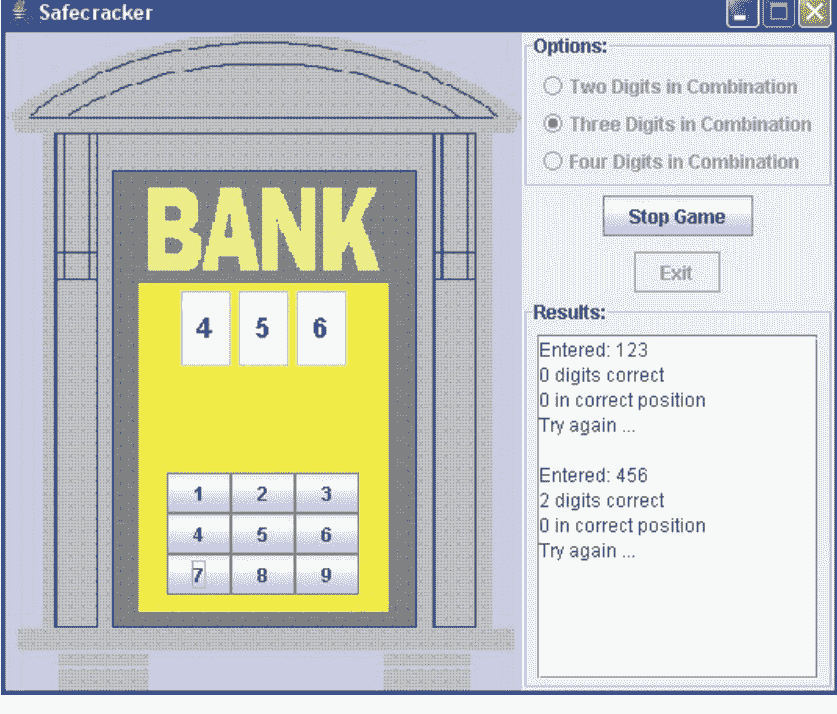 Safecracker
BANK
4 5 6
1 2 3
4 5 6
7 8 9
Options:
Two Digits in Combination
Three Digits in Combination
Four Digits in Combination
Stop Game
Exit
Results:
Entered: 123
0 digits correct
0 in correct position
Try again ...
Entered: 456
2 digits correct
0 in correct position
Try again ...